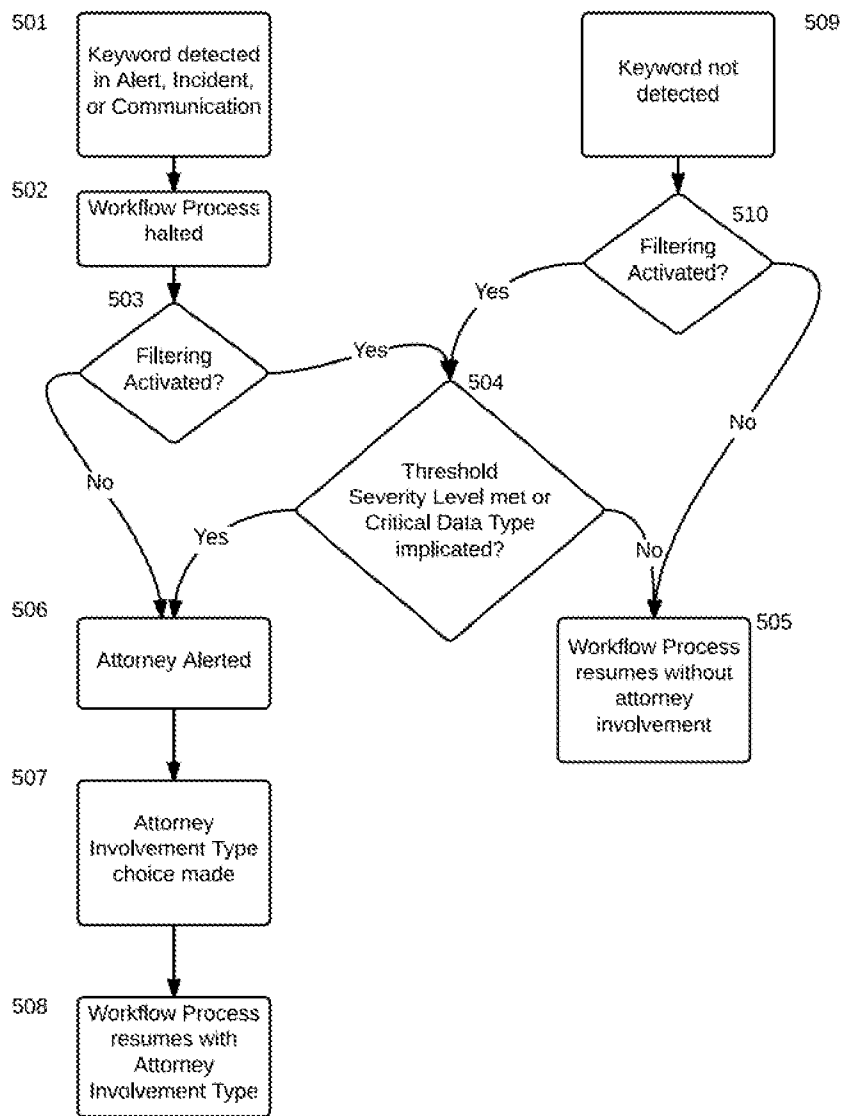 501
Keyword detected
in Alert, Incident,
or Communication
509
Keyword not
detected
502
Workflow Process
halted
510
Filtering
Activated?
503
Filtering
Activated?
Yes
Yes
504
Threshold
Severity Level met or
Critical Data Type
implicated?
No
No
Yes
No
506
Attorney Alerted
505
Workflow Process
resumes without
attorney
involvement
507
Attorney
Involvement Type
choice made
508
Workflow Process
resumes with
Attorney
Involvement Type